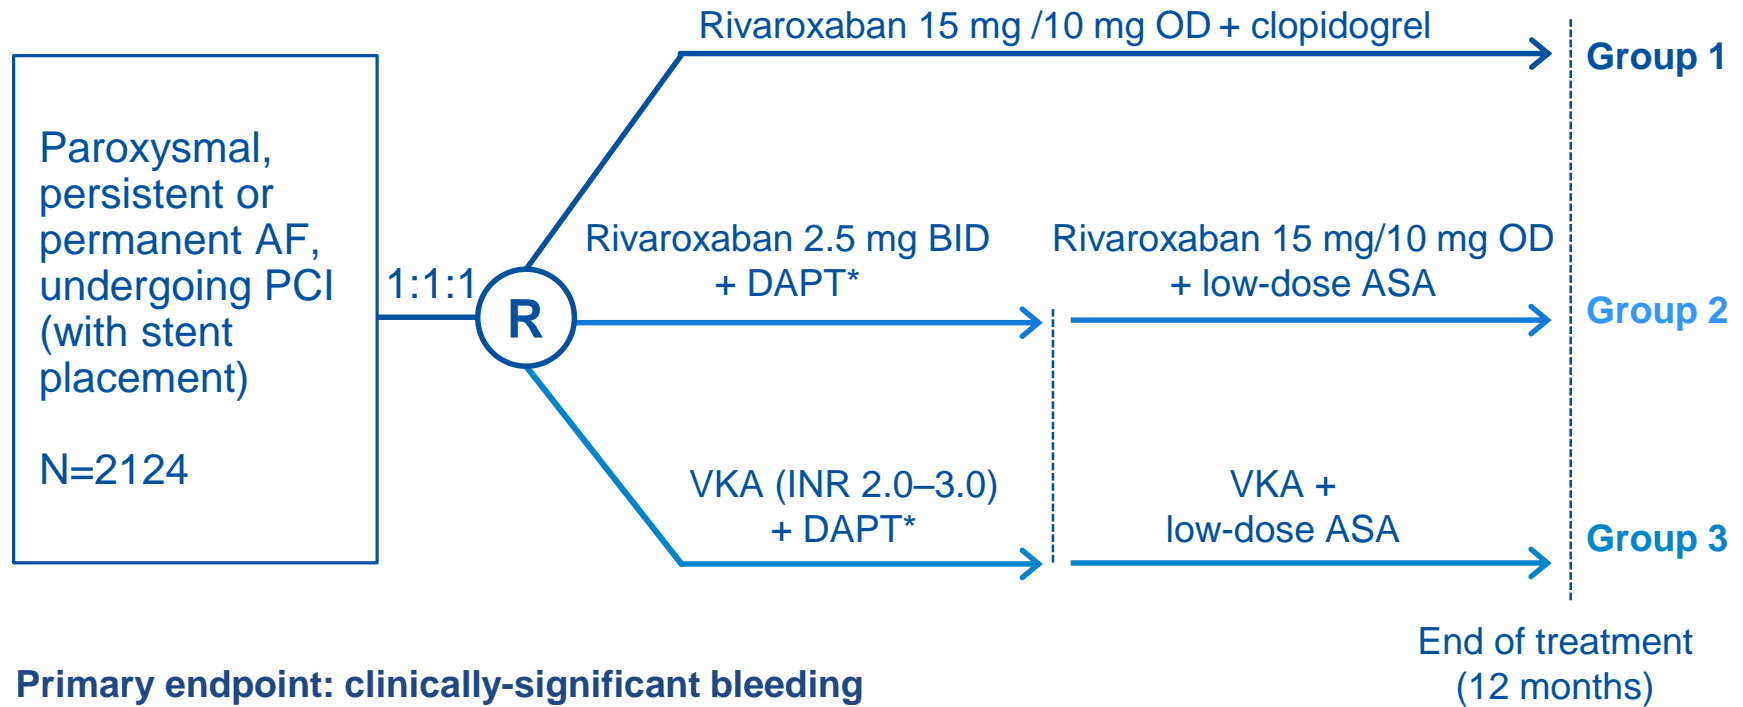 Rivaroxaban 15 mg /10 mg OD + clopidogrel
Group 1
Paroxysmal,
persistent or
permanent AF,
undergoing PCI
(with stent
placement)
N=2124
1:1:1
R
Rivaroxaban 2.5 mg BID
+ DAPT*
Rivaroxaban 15 mg/10 mg OD
+ low-dose ASA
Group 2
VKA (INR 2.0–3.0)
+ DAPT*
VKA +
low-dose ASA
Group 3
End of treatment
(12 months)
Primary endpoint: clinically-significant bleeding